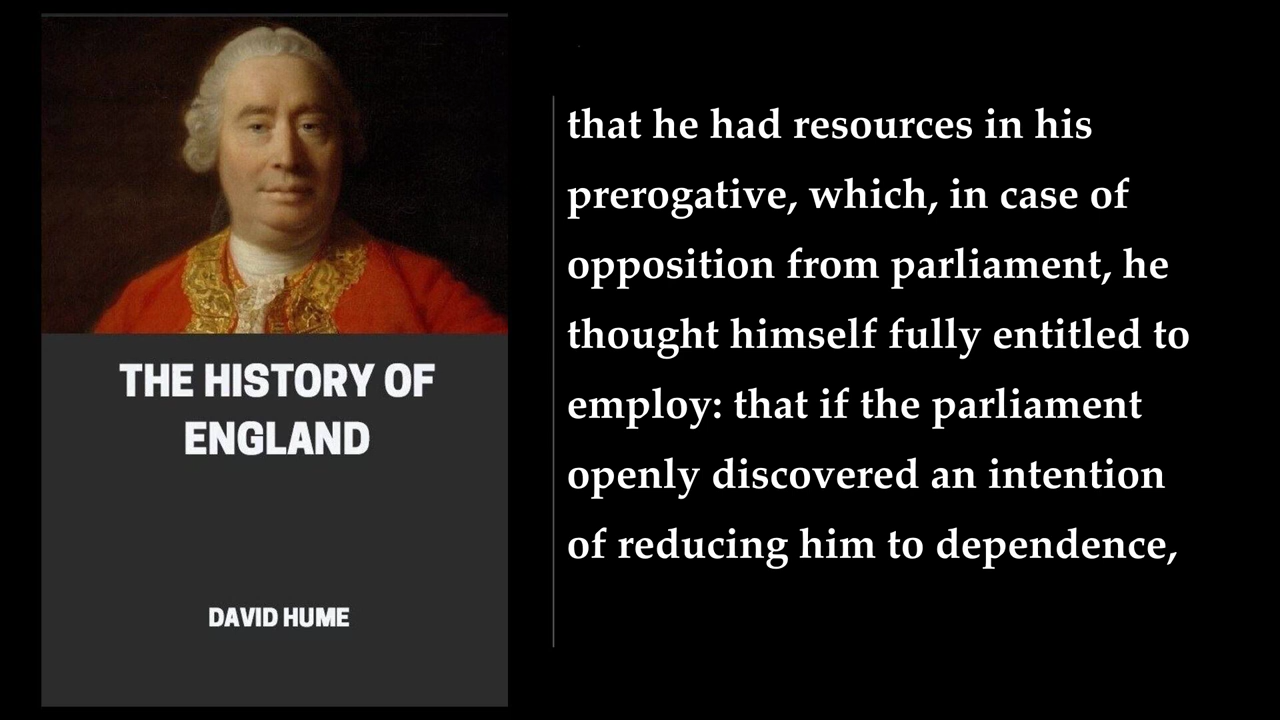 THE HISTORY OF
ENGLAND
DAVID HUME
that he had resources in his
prerogative, which, in case of
opposition from parliament, he
thought himself fully entitled to
employ: that if the parliament
openly discovered an intention
of reducing him to dependence,